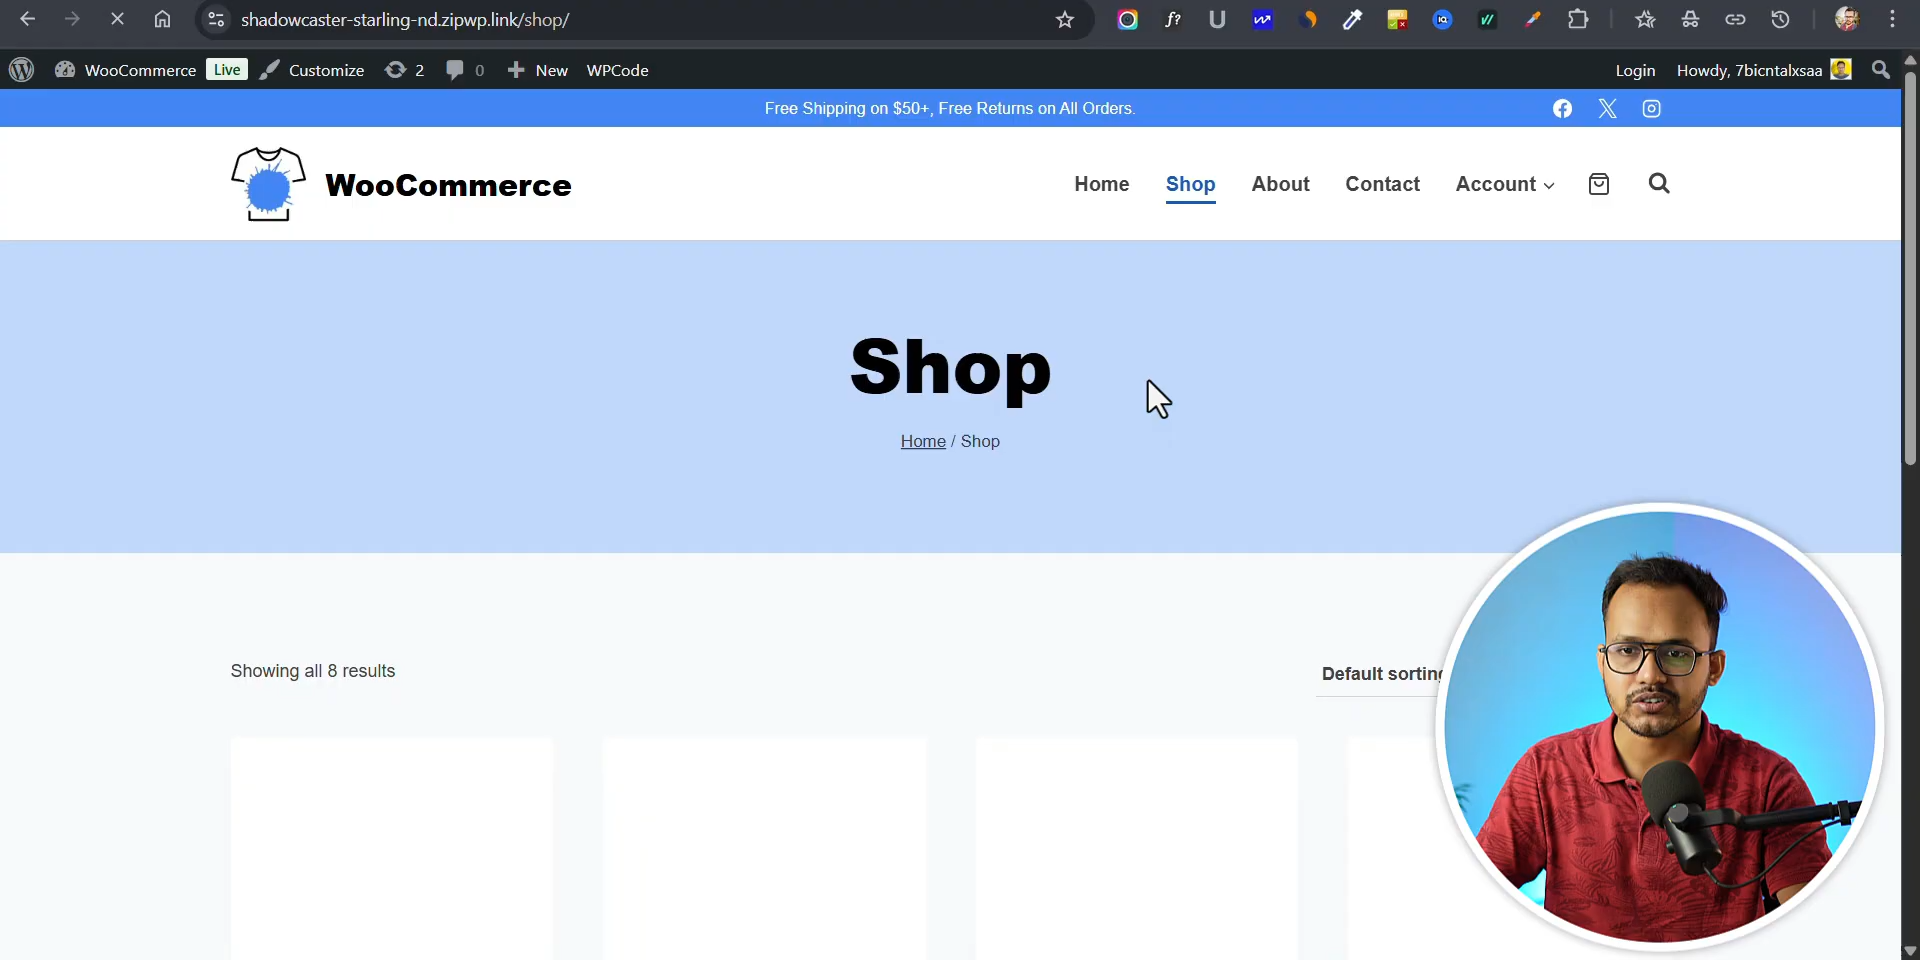 shadowcaster-starling-nd.zipwp.link/shop/
WooCommerce Live Customize 2 0 New WPCode Login Howdy, 7bicntalxsaa
Free Shipping on $50+, Free Returns on All Orders.
WooCommerce Home Shop About Contact Account
Shop
Home / Shop
Showing all 8 results Default sorting